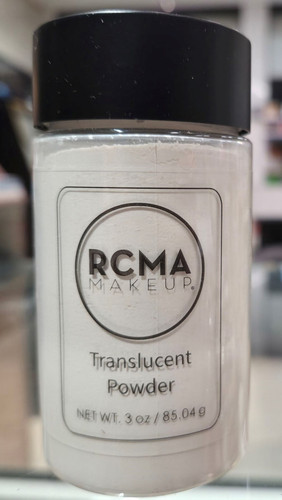 RCMA
MAKEUP
Translucent
Powder
NET WT. 3 oz / 85.04 g